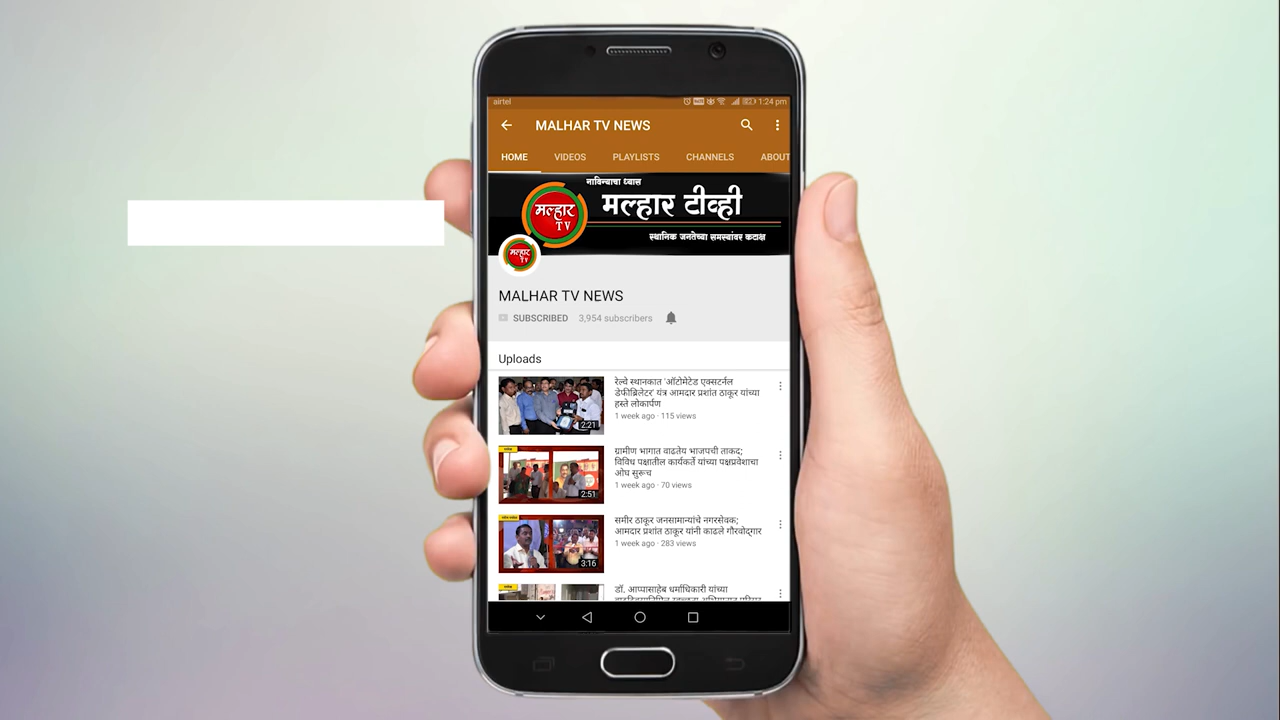 airtel
1:24 pm
MALHAR TV NEWS
HOME VIDEOS PLAYLISTS CHANNELS ABOUT
नाविन्याचा ध्यास
मल्हार TV
मल्हार टीव्ही
स्थानिक जनतेच्या समस्यांवर कटाक्ष
मल्हार TV
MALHAR TV NEWS
SUBSCRIBED 3,954 subscribers
Uploads
रेल्वे स्थानकात 'ऑटोमेटेड एक्सटर्नल
डेफीब्रिलेटर' यंत्र आमदार प्रशांत ठाकूर यांच्या
हस्ते लोकार्पण
1 week ago · 115 views
2:21
ग्रामीण भागात वाढतेय भाजपची ताकद;
विविध पक्षातील कार्यकर्ते यांच्या पक्षप्रवेशाचा
ओघ सुरूच
1 week ago · 70 views
2:51
समीर ठाकूर जनसामान्यांचे नगरसेवक;
आमदार प्रशांत ठाकूर यांनी काढले गौरवोद्गार
1 week ago · 283 views
3:16
डॉ. आप्पासाहेब धर्माधिकारी यांच्या